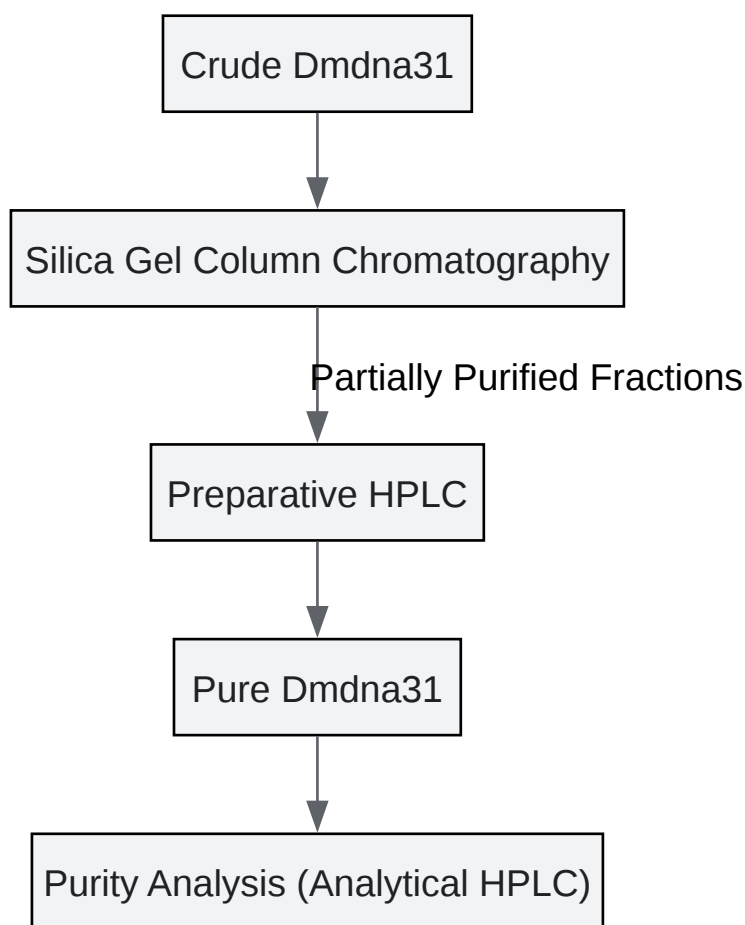 Crude Dmdna31
Silica Gel Column Chromatography
Partially Purified Fractions
Preparative HPLC
Pure Dmdna31
Purity Analysis (Analytical HPLC)